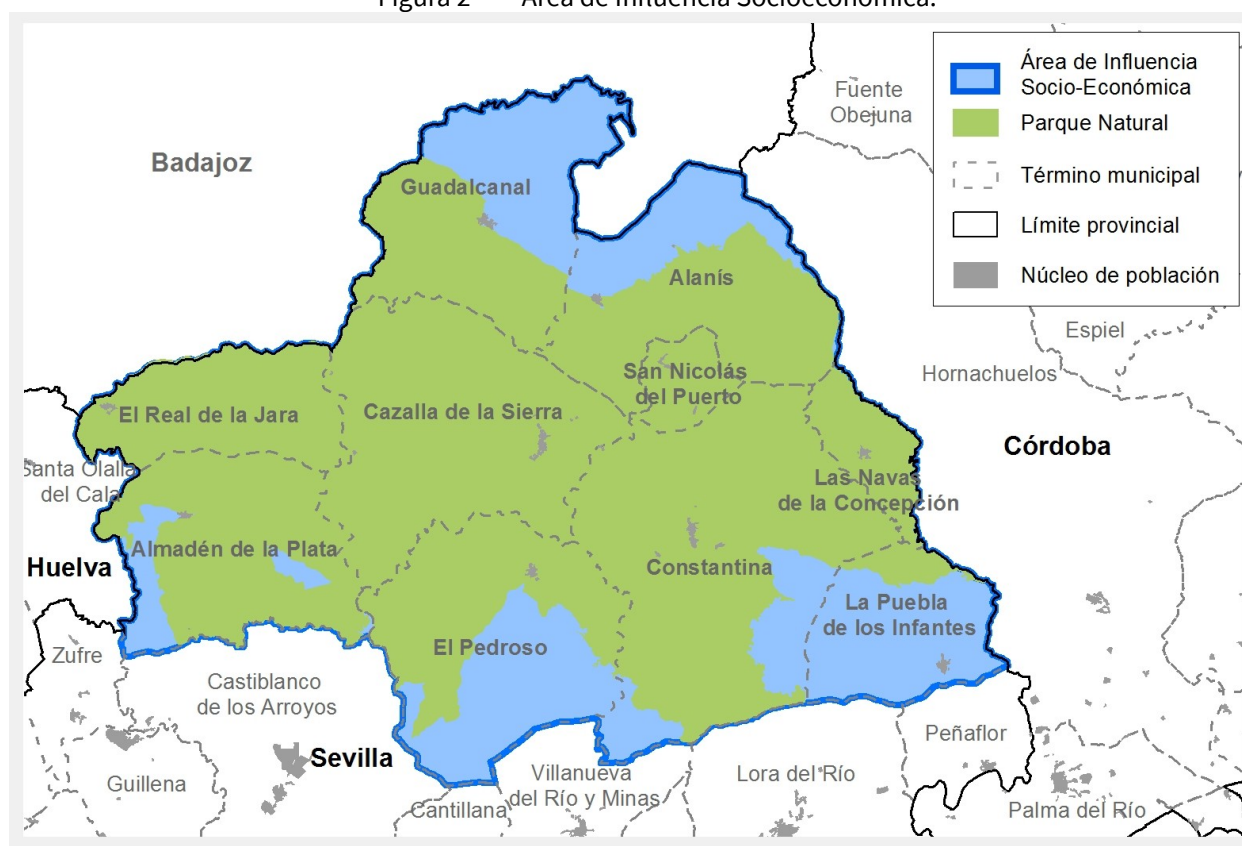 Figura 2 Área de Influencia Socioeconómica.
Área de Influencia
Socio-Económica
Parque Natural
Término municipal
Límite provincial
Núcleo de población
Fuente
Obejuna
Badajoz
Guadalcanal
Alanís
Espiel
San Nicolás
del Puerto
Hornachuelos
El Real de la Jara
Cazalla de la Sierra
Córdoba
Santa Olalla
del Cala
Las Navas
de la Concepción
Almadén de la Plata
Huelva
Constantina
La Puebla
de los Infantes
El Pedroso
Zufre
Castiblanco
de los Arroyos
Peñaflor
Sevilla
Guillena
Villanueva
del Río y Minas
Lora del Río
Cantillana
Palma del Río